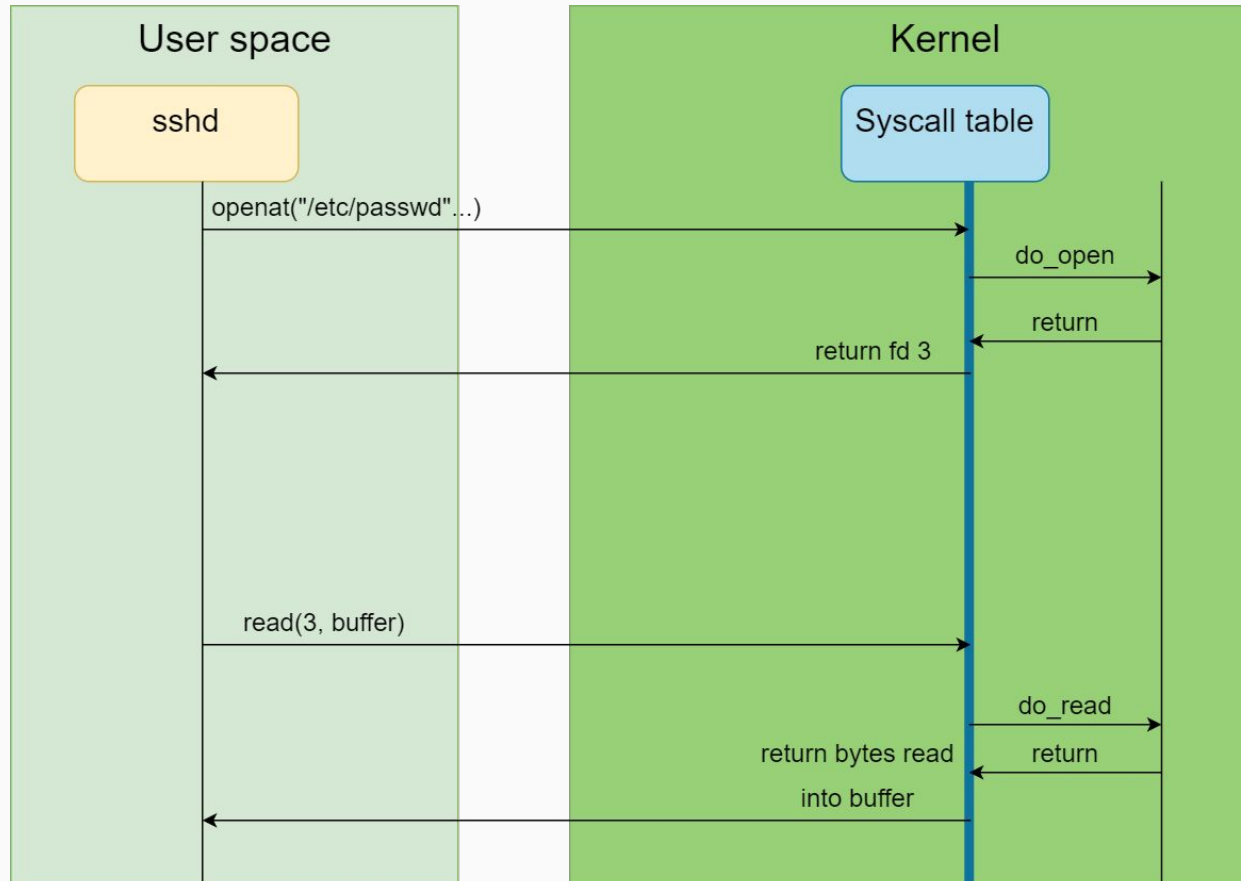 User space
Kernel
sshd
Syscall table
openat("/etc/passwd"...)
do_open
return
return fd 3
read(3, buffer)
do_read
return bytes read
return
into buffer